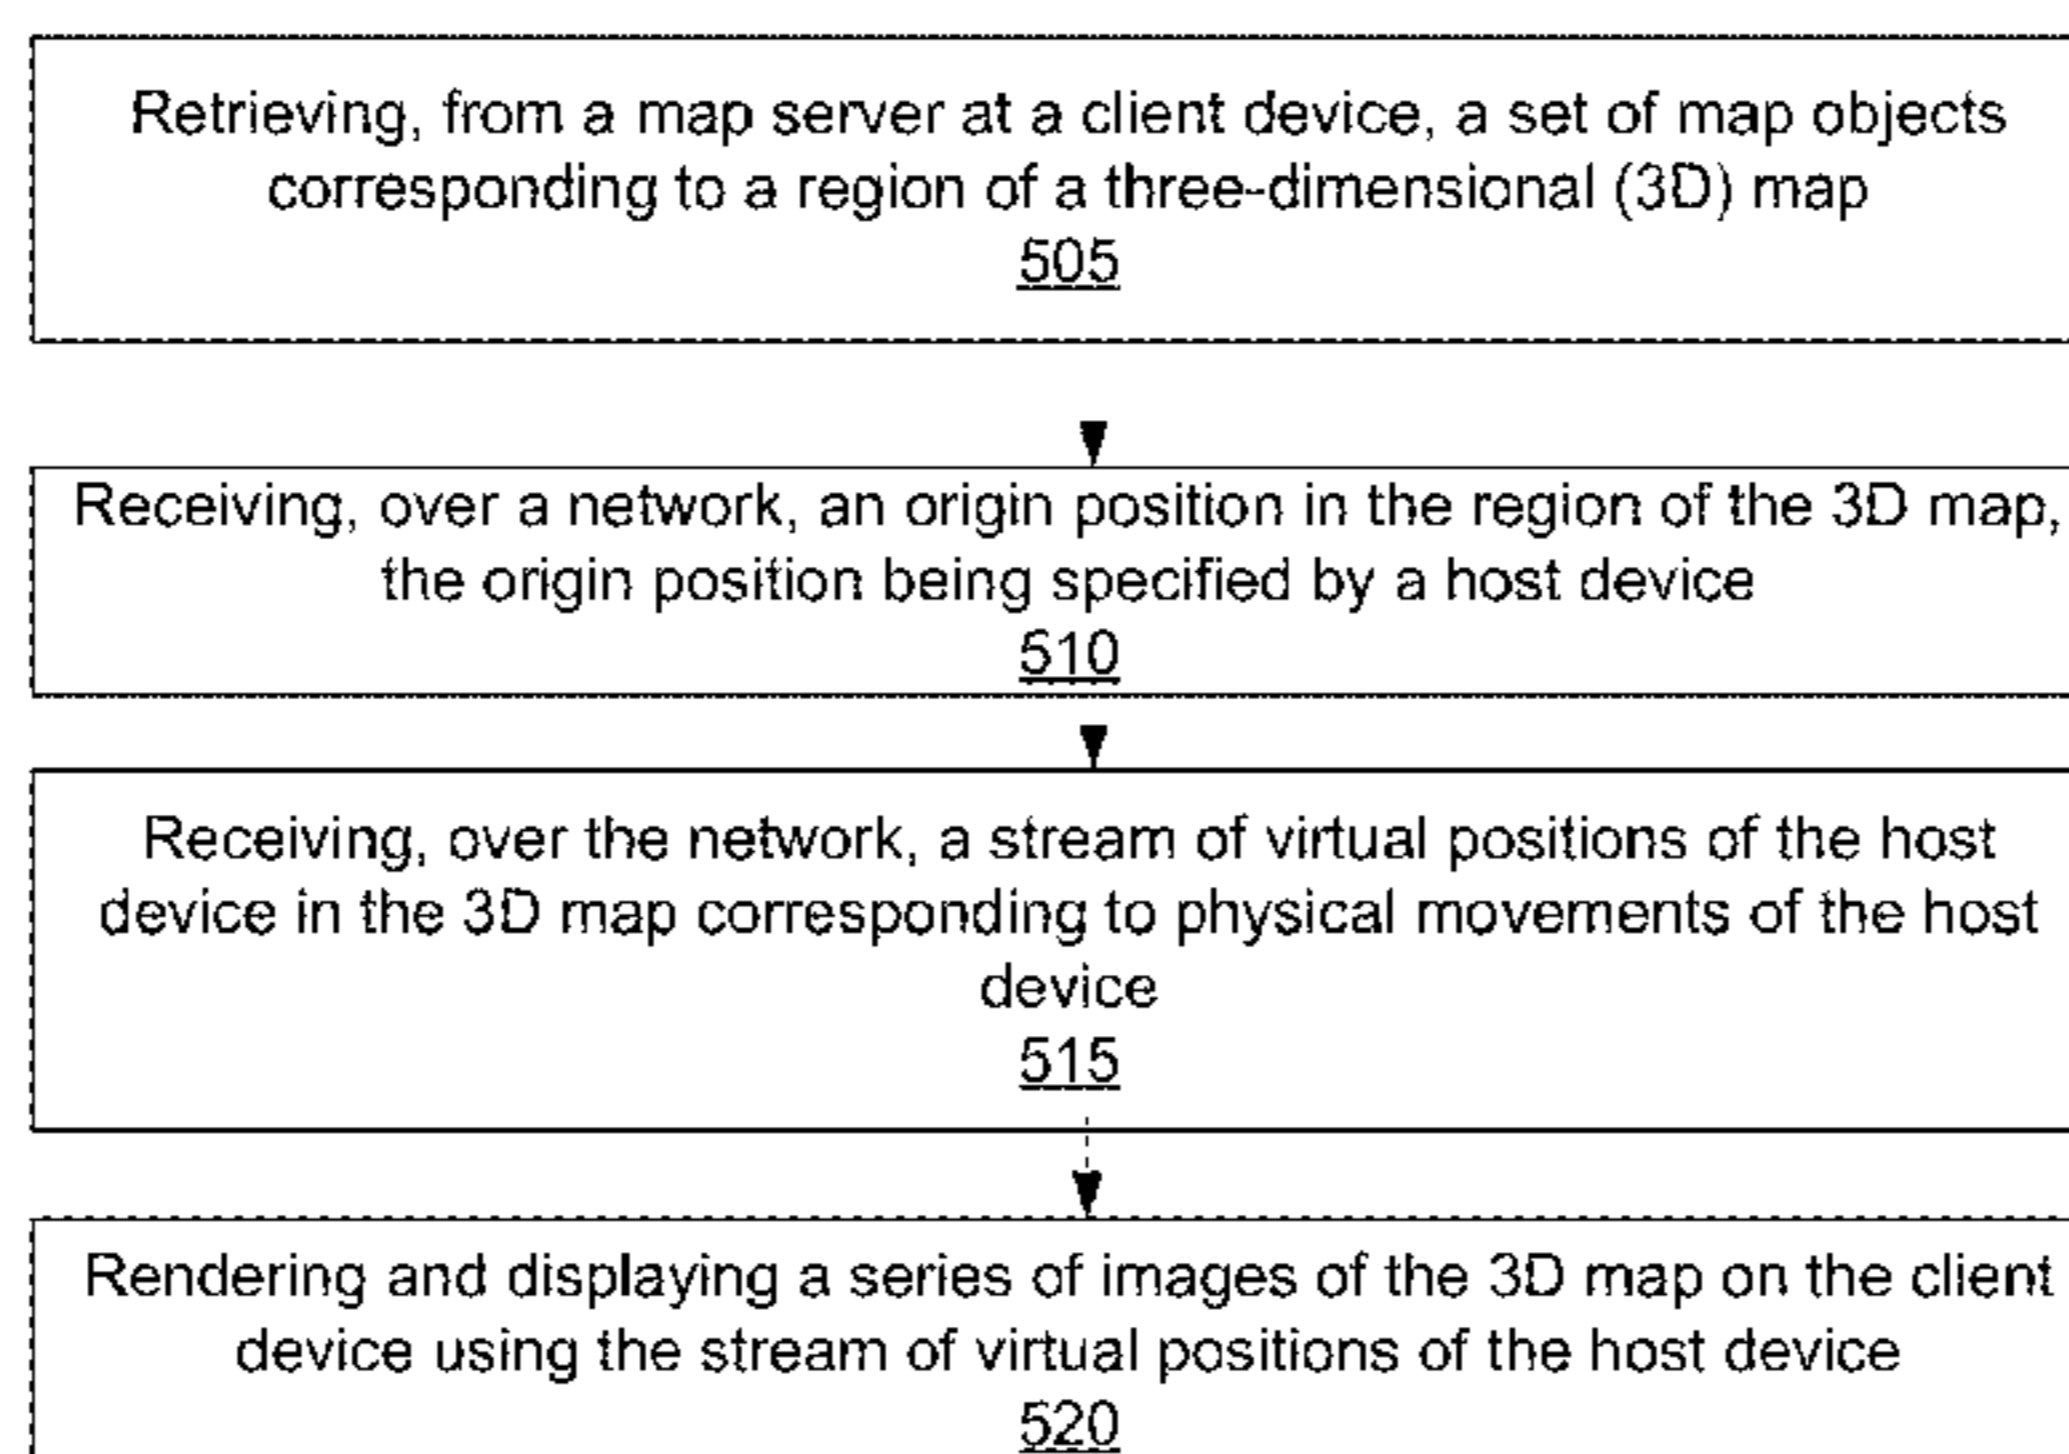 Retrieving, from a map server at a client device, a set of map objects
corresponding to a region of a three-dimensional (3D) map
505
Receiving, over a network, an origin position in the region of the 3D map,
the origin position being specified by a host device
510
Receiving, over the network, a stream of virtual positions of the host
device in the 3D map corresponding to physical movements of the host
device
515
Rendering and displaying a series of images of the 3D map on the client
device using the stream of virtual positions of the host device
520